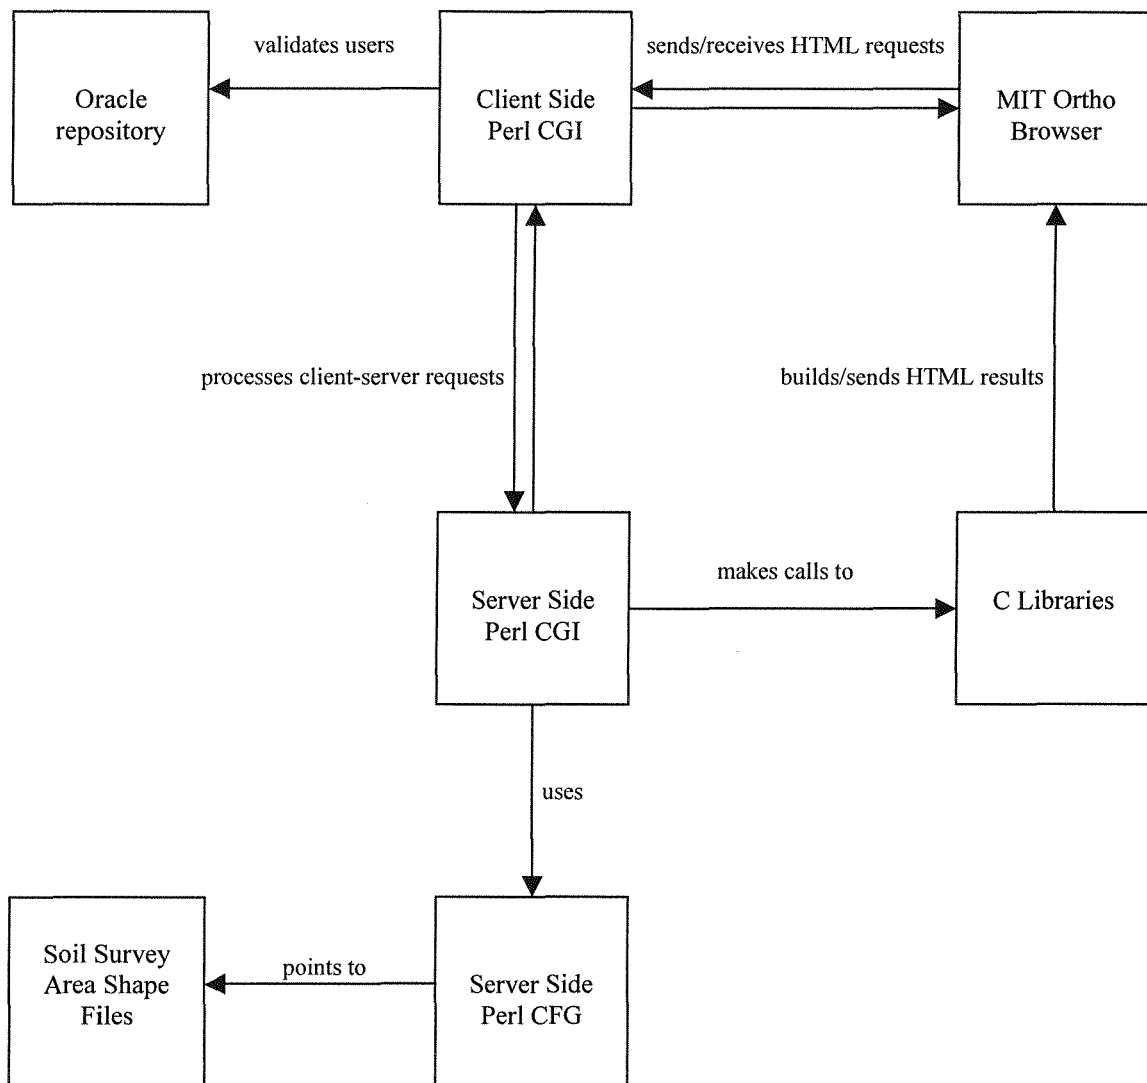 validates users
sends/receives HTML requests
Oracle
repository
Client Side
Perl CGI
MIT Ortho
Browser
processes client-server requests
builds/sends HTML results
Server Side
Perl CGI
makes calls to
C Libraries
uses
Soil Survey
Area Shape
Files
points to
Server Side
Perl CFG